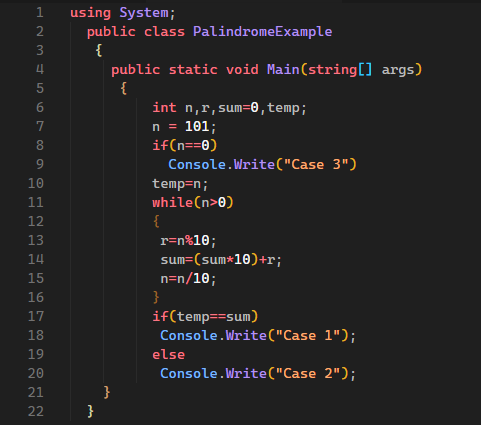 1 using System;
2 public class PalindromeExample
3 {
4 public static void Main(string[] args)
5 {
6 int n,r,sum=0,temp;
7 n = 101;
8 if(n==0)
9 Console.Write("Case 3")
10 temp=n;
11 while(n>0)
12 {
13 r=n%10;
14 sum=(sum*10)+r;
15 n=n/10;
16 }
17 if(temp==sum)
18 Console.Write("Case 1");
19 else
20 Console.Write("Case 2");
21 }
22 }